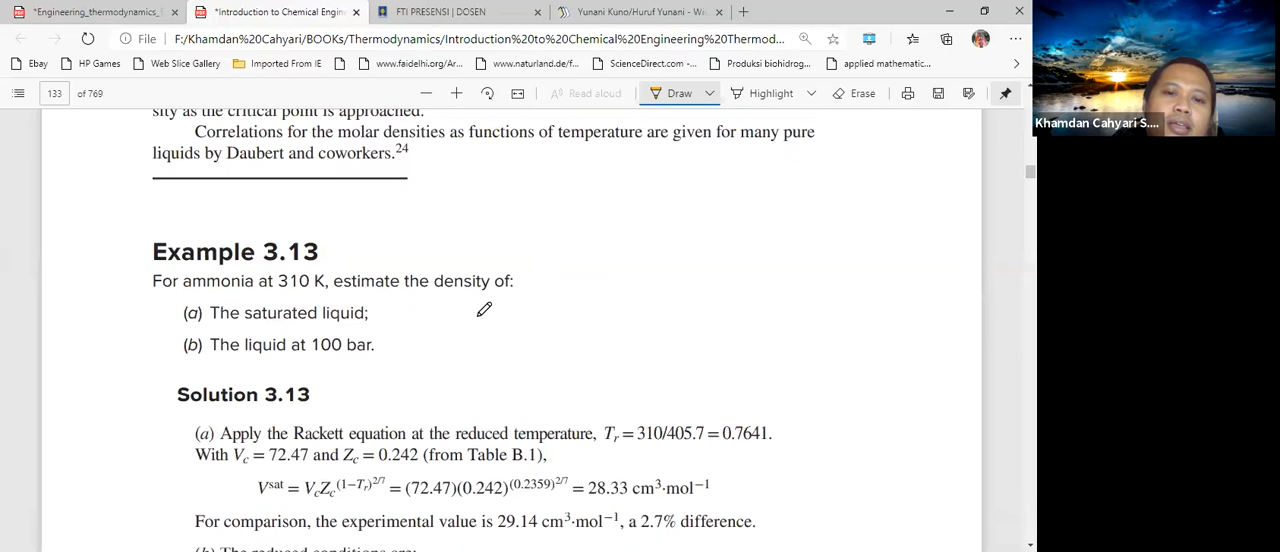 *Engineering_thermodynamics_
*Introduction to Chemical Engin
FTI PRESENSI | DOSEN
Yunani Kuno/Huruf Yunani - Wi
File
F:/Khamdan%20Cahyari/BOOKs/Thermodynamics/Introduction%20to%20Chemical%20Engineering%20Thermod...
Ebay
HP Games
Web Slice Gallery
Imported From IE
www.faidelhi.org/Ar...
www.naturland.de/f...
ScienceDirect.com -...
Produksi biohidrog...
applied mathematic...
133 of 769
Read aloud
Draw
Highlight
Erase
Khamdan Cahyari S....
sity as the critical point is approached.
Correlations for the molar densities as functions of temperature are given for many pure
liquids by Daubert and coworkers.24
Example 3.13
For ammonia at 310 K, estimate the density of:
(a) The saturated liquid;
(b) The liquid at 100 bar.
Solution 3.13
(a) Apply the Rackett equation at the reduced temperature, Tr = 310/405.7 = 0.7641.
With Vc = 72.47 and Zc = 0.242 (from Table B.1),
Vsat = VcZc(1−Tr)2/7 = (72.47)(0.242)(0.2359)2/7 = 28.33 cm3·mol−1
For comparison, the experimental value is 29.14 cm3·mol−1, a 2.7% difference.
(b) The reduced conditions are: